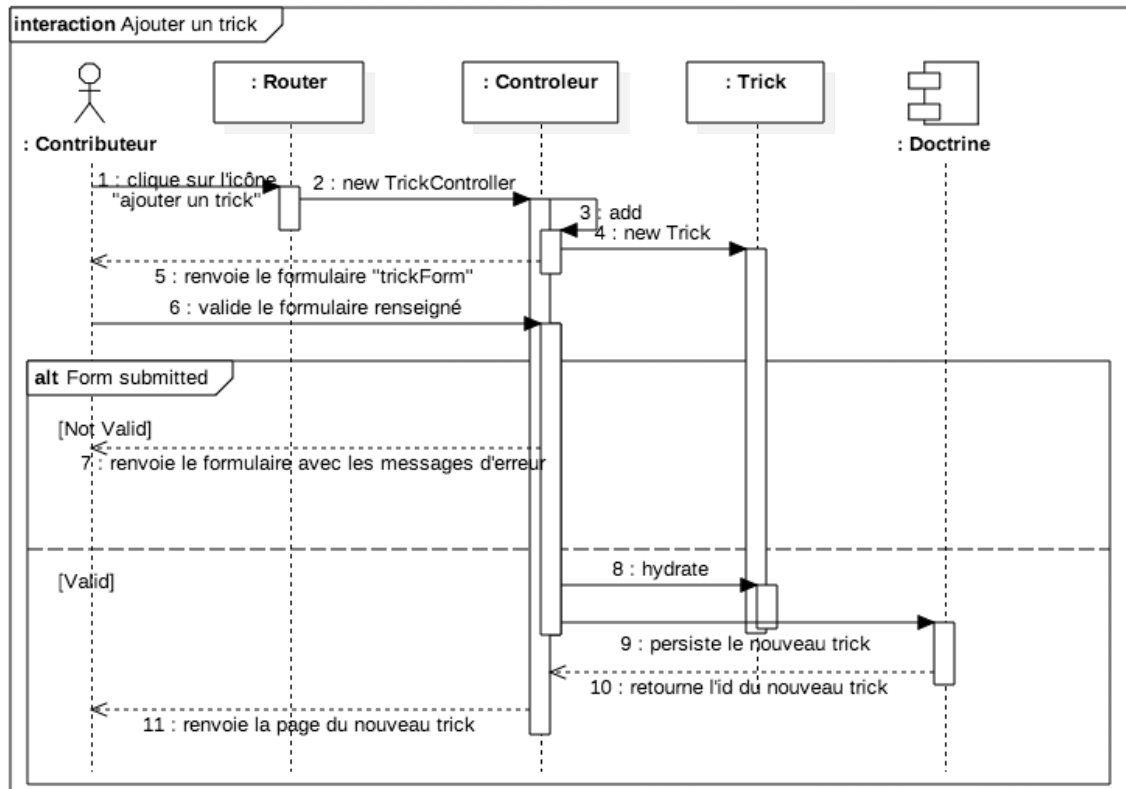 interaction Ajouter un trick
: Router
: Controleur
: Trick
: Contributeur
: Doctrine
1 : clique sur l'icône
"ajouter un trick"
2 : new TrickController
3 : add
4 : new Trick
5 : renvoie le formulaire "trickForm"
6 : valide le formulaire renseigné
alt Form submitted
[Not Valid]
7 : renvoie le formulaire avec les messages d'erreur
[Valid]
8 : hydrate
9 : persiste le nouveau trick
10 : retourne l'id du nouveau trick
11 : renvoie la page du nouveau trick